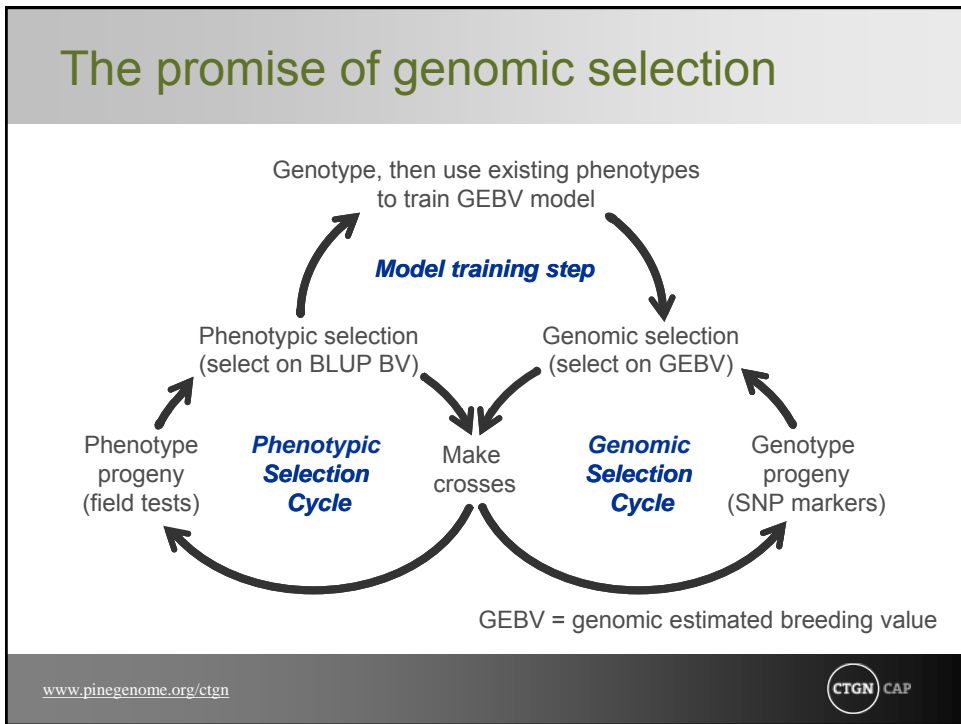 The promise of genomic selection
Genotype, then use existing phenotypes
to train GEBV model
Model training step
Phenotypic selection
(select on BLUP BV)
Genomic selection
(select on GEBV)
Phenotype
progeny
(field tests)
Phenotypic
Selection
Cycle
Make
crosses
Genomic
Selection
Cycle
Genotype
progeny
(SNP markers)
GEBV = genomic estimated breeding value
www.pinegenome.org/ctgn
CTGN CAP